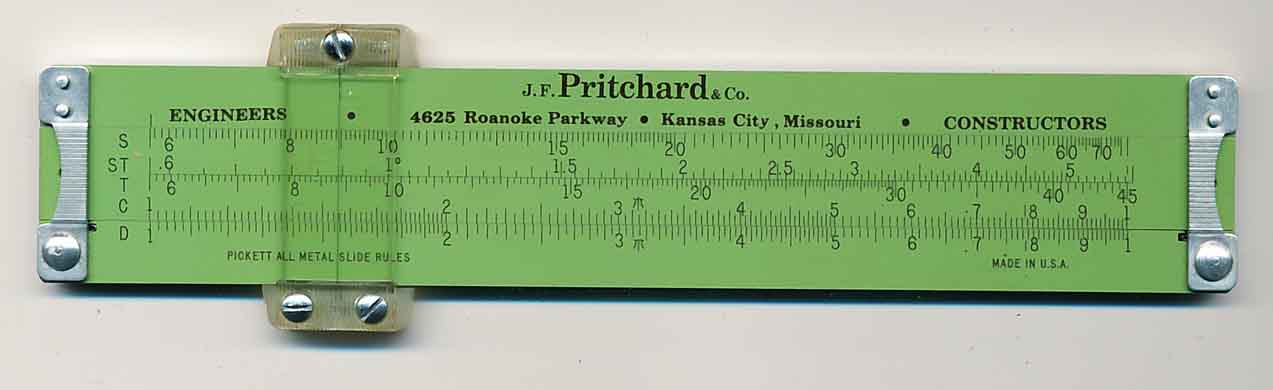 J.F. Pritchard & Co.
ENGINEERS • 4625 Roanoke Parkway • Kansas City, Missouri • CONSTRUCTORS
S 6 8 10 15 20 30 40 50 60 70
ST .6 1° 1.5 2 2.5 3 4 5
T 6 8 10 15 20 30 40 45
C 1 2 3 π 4 5 6 7 8 9 1
D 1 2 3 π 4 5 6 7 8 9 1
PICKETT ALL METAL SLIDE RULES MADE IN U.S.A.